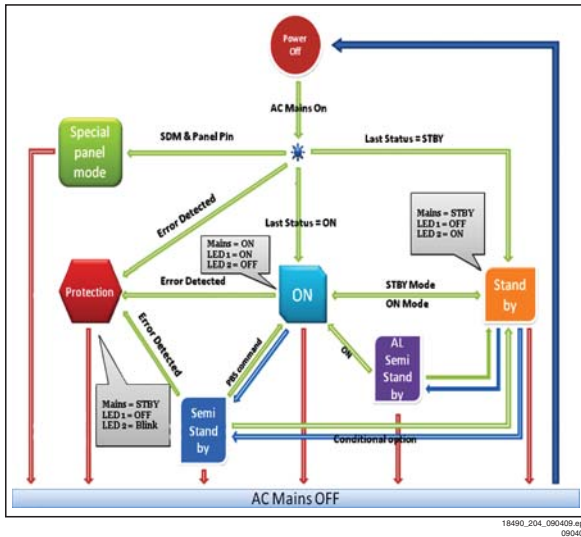 Power
Off
AC Mains On
Special
panel
mode
SDM & Panel Pin
Last Status = STBY
Error Detected
Last Status = ON
Mains = STBY
LED 1 = OFF
LED 2 = ON
Mains = ON
LED 1 = ON
LED 2 = OFF
Protection
Error Detected
ON
STBY Mode
ON Mode
Stand
by
Error Detected
PBS command
ON
AL
Semi
Stand
by
Mains = STBY
LED 1 = OFF
LED 2 = Blink
Semi
Stand
by
Conditional option
AC Mains OFF
18490_204_090409.ep
09040